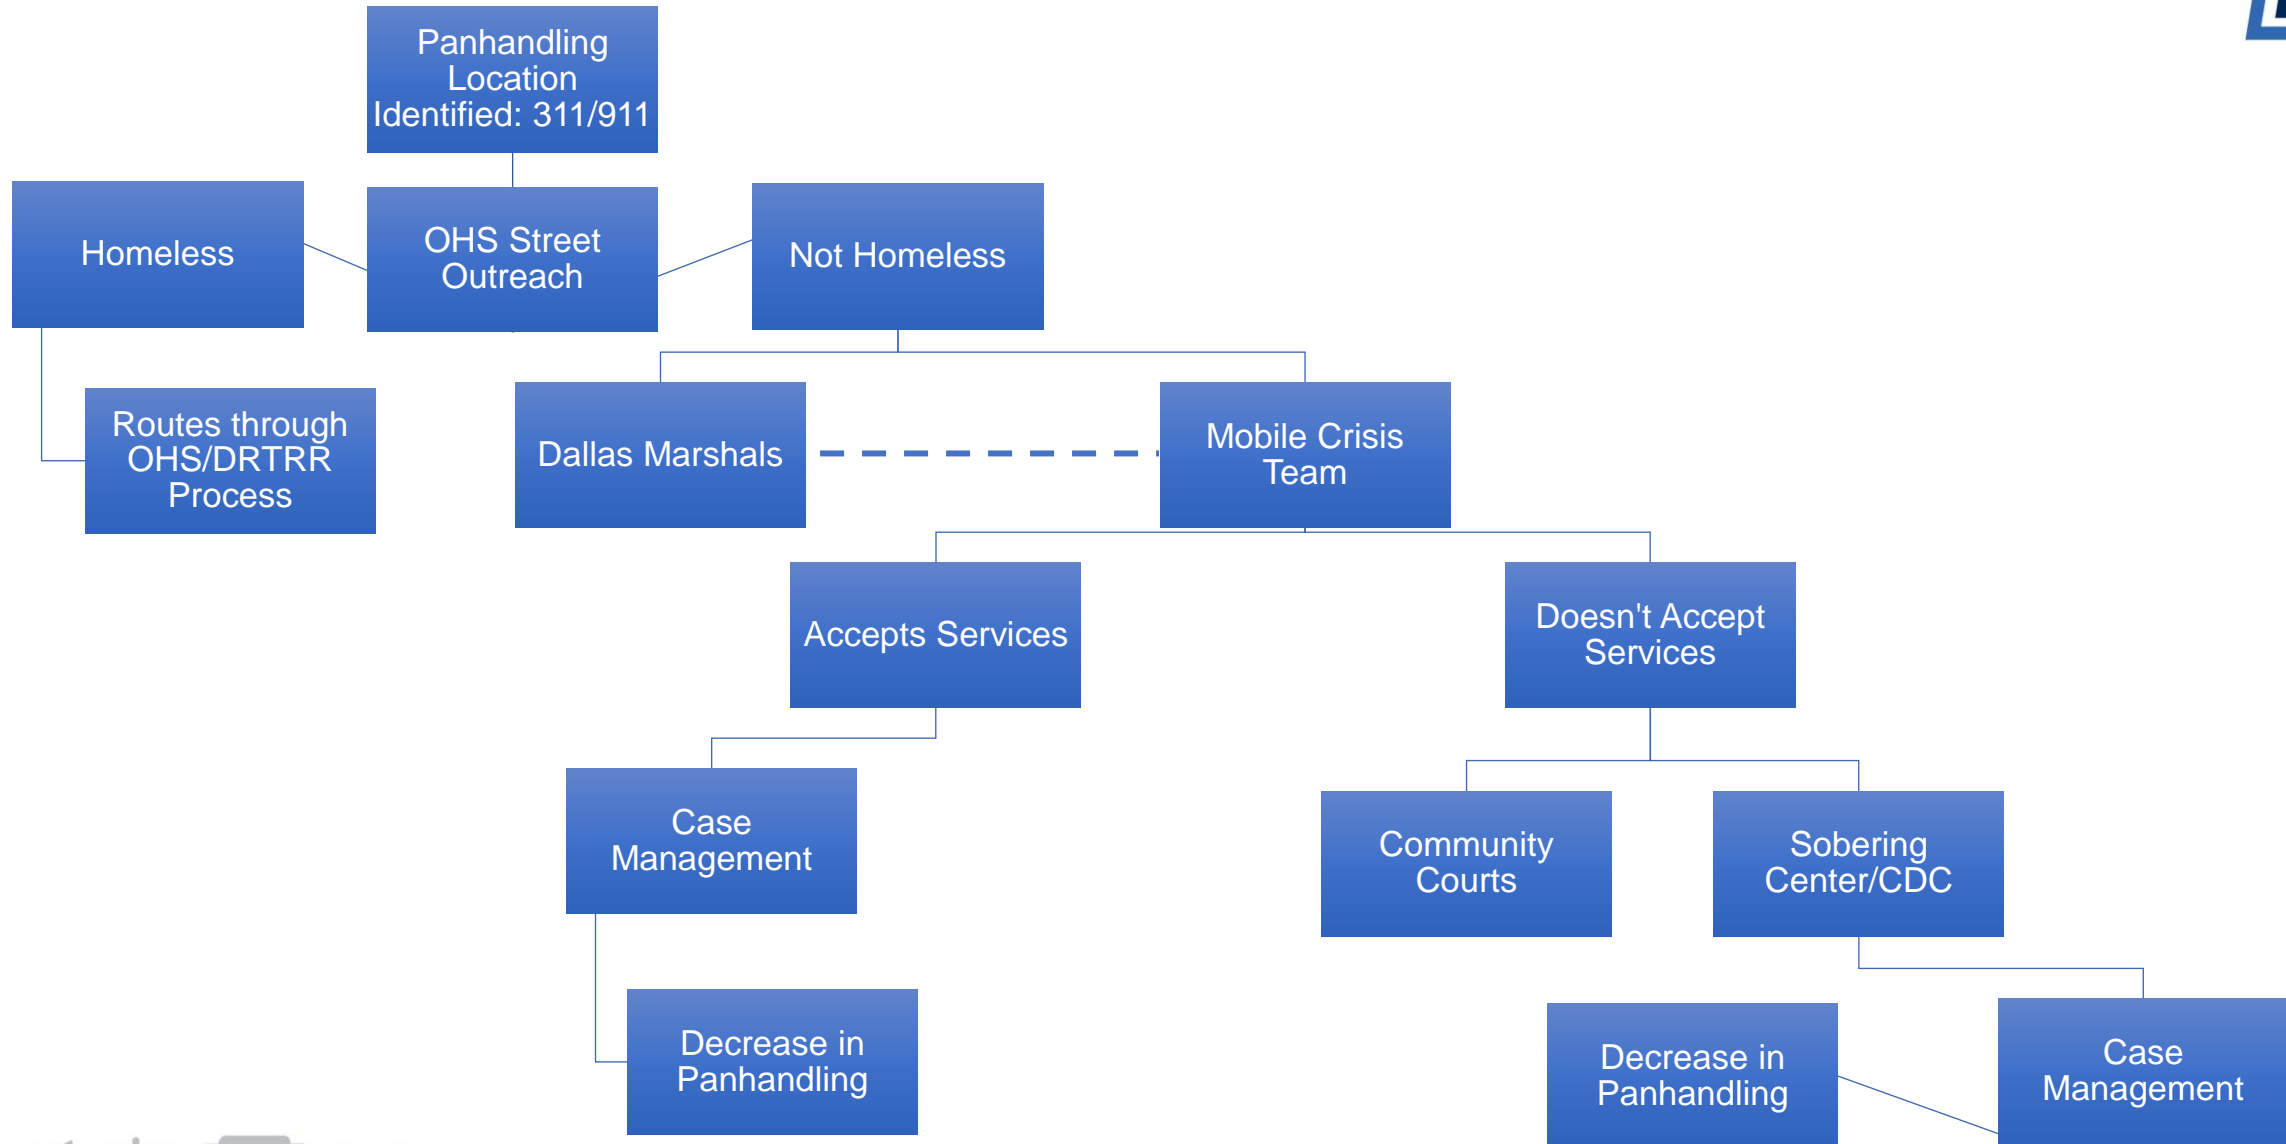 Panhandling
Location
Identified: 311/911
Homeless
OHS Street
Outreach
Not Homeless
Routes through
OHS/DRTRR
Process
Dallas Marshals
Mobile Crisis
Team
Accepts Services
Doesn't Accept
Services
Case
Management
Community
Courts
Sobering
Center/CDC
Decrease in
Panhandling
Decrease in
Panhandling
Case
Management